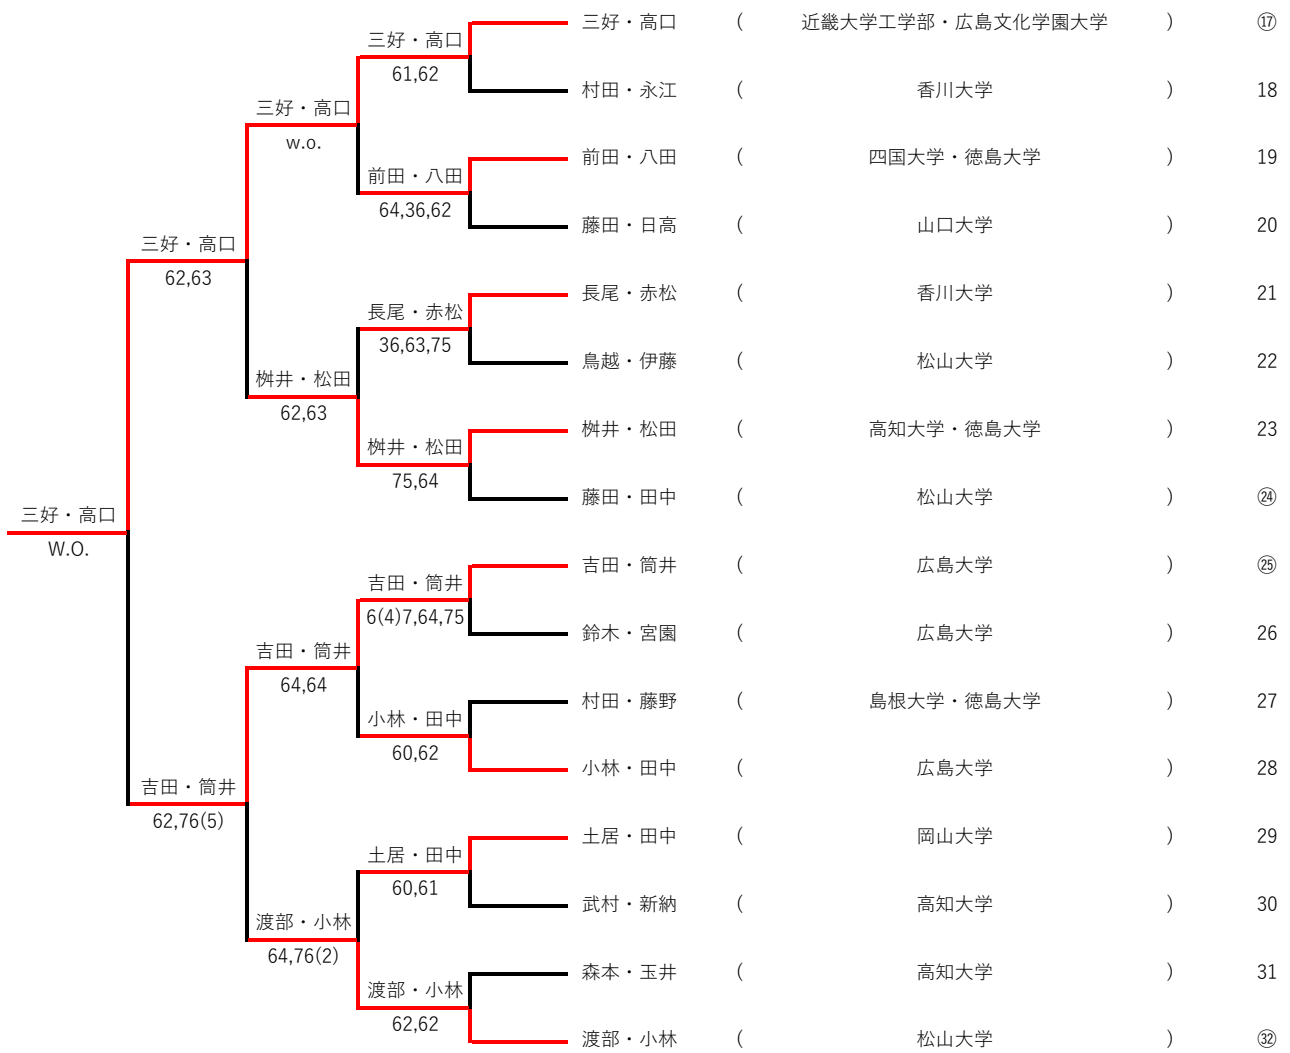 三好・高口 ( 近畿大学工学部・広島文化学園大学 ) ⑰
三好・高口
61,62
村田・永江 ( 香川大学 ) 18
三好・高口
w.o.
前田・八田 ( 四国大学・徳島大学 ) 19
前田・八田
64,36,62
藤田・日高 ( 山口大学 ) 20
三好・高口
62,63
長尾・赤松 ( 香川大学 ) 21
長尾・赤松
36,63,75
鳥越・伊藤 ( 松山大学 ) 22
桝井・松田
62,63
桝井・松田 ( 高知大学・徳島大学 ) 23
桝井・松田
75,64
藤田・田中 ( 松山大学 ) ㉔
三好・高口
W.O.
吉田・筒井 ( 広島大学 ) ㉕
吉田・筒井
6(4)7,64,75
鈴木・宮園 ( 広島大学 ) 26
吉田・筒井
64,64
村田・藤野 ( 島根大学・徳島大学 ) 27
小林・田中
60,62
小林・田中 ( 広島大学 ) 28
吉田・筒井
62,76(5)
土居・田中 ( 岡山大学 ) 29
土居・田中
60,61
武村・新納 ( 高知大学 ) 30
渡部・小林
64,76(2)
森本・玉井 ( 高知大学 ) 31
渡部・小林
62,62
渡部・小林 ( 松山大学 ) ㉜